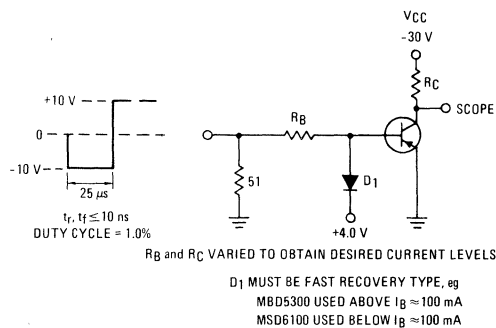 VCC
-30 V
RC
SCOPE
+10 V
0
-10 V
25 μs
tr, tf ≤ 10 ns
DUTY CYCLE = 1.0%
RB
51
D1
+4.0 V
RB and RC VARIED TO OBTAIN DESIRED CURRENT LEVELS
D1 MUST BE FAST RECOVERY TYPE, eg
MBD5300 USED ABOVE IB ≈ 100 mA
MSD6100 USED BELOW IB ≈ 100 mA